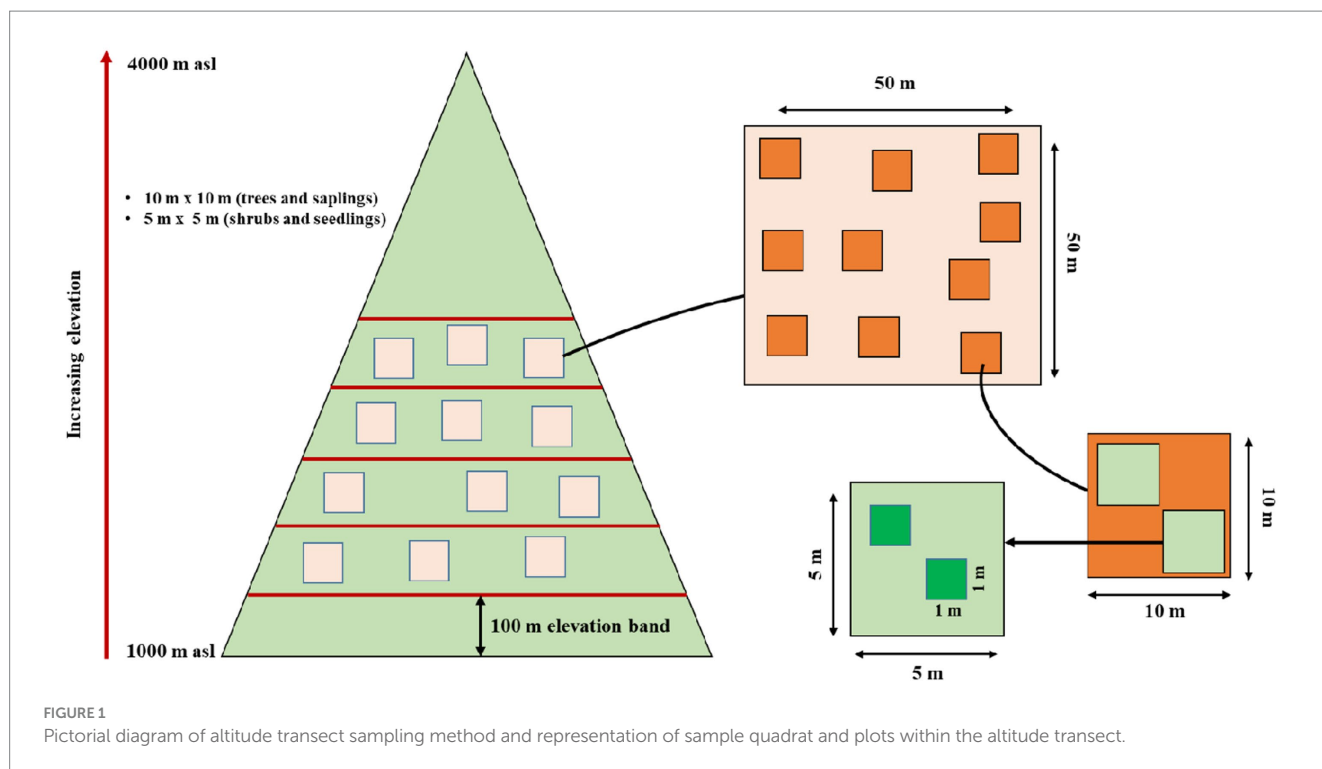 4000 m asl
• 10 m x 10 m (trees and saplings)
• 5 m x 5 m (shrubs and seedlings)
Increasing elevation
1000 m asl
100 m elevation band
50 m
50 m
10 m
10 m
5 m
5 m
1 m
1 m
FIGURE 1
Pictorial diagram of altitude transect sampling method and representation of sample quadrat and plots within the altitude transect.